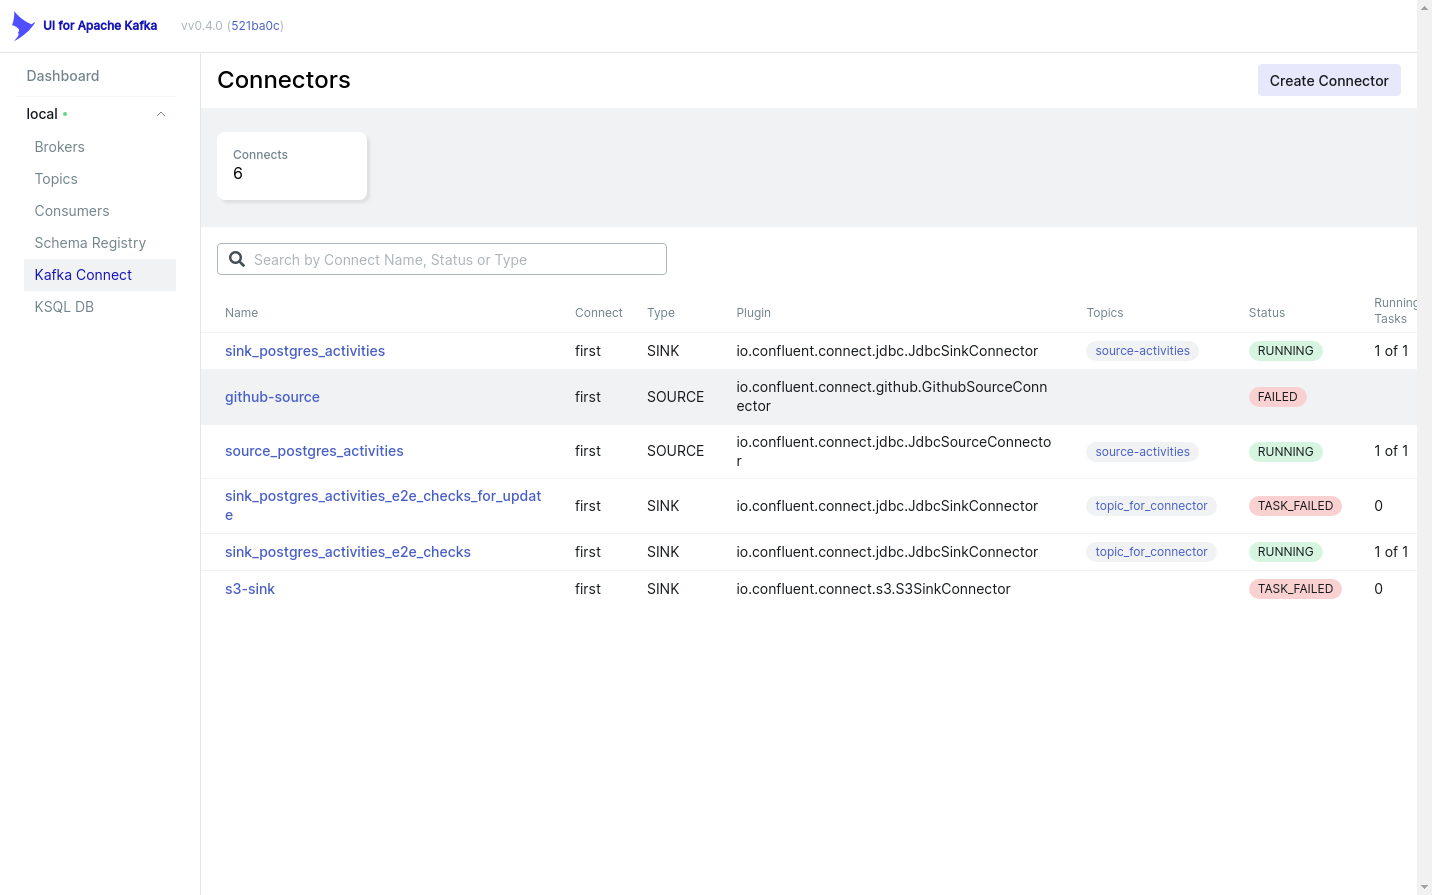 UI for Apache Kafka
vv0.4.0 (521ba0c)
Dashboard
local
Brokers
Topics
Consumers
Schema Registry
Kafka Connect
KSQL DB
Connectors
Create Connector
Connects
6
Search by Connect Name, Status or Type
Name Connect Type Plugin Topics Status Running
Tasks
sink_postgres_activities first SINK io.confluent.connect.jdbc.JdbcSinkConnector source-activities RUNNING 1 of 1
github-source first SOURCE io.confluent.connect.github.GithubSourceConn
ector FAILED
source_postgres_activities first SOURCE io.confluent.connect.jdbc.JdbcSourceConnecto
r source-activities RUNNING 1 of 1
sink_postgres_activities_e2e_checks_for_updat
e first SINK io.confluent.connect.jdbc.JdbcSinkConnector topic_for_connector TASK_FAILED 0
sink_postgres_activities_e2e_checks first SINK io.confluent.connect.jdbc.JdbcSinkConnector topic_for_connector RUNNING 1 of 1
s3-sink first SINK io.confluent.connect.s3.S3SinkConnector TASK_FAILED 0